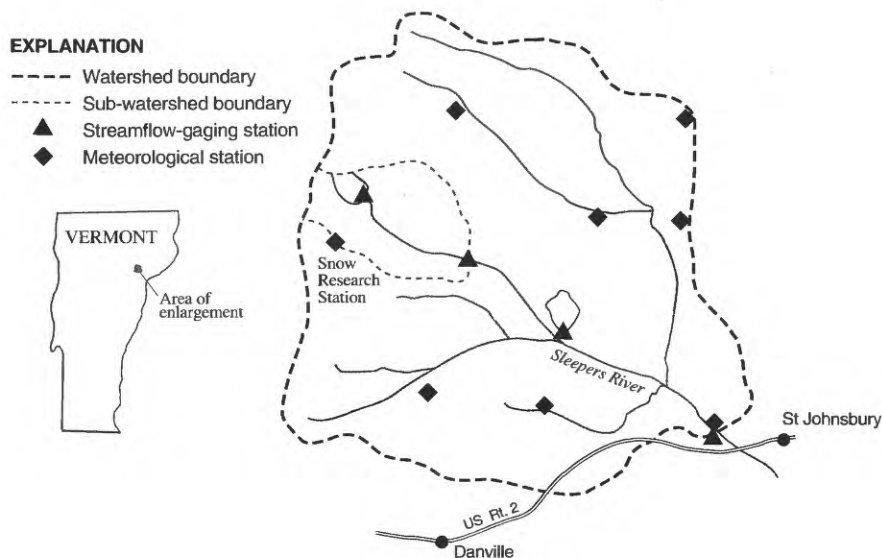 EXPLANATION
Watershed boundary
Sub-watershed boundary
Streamflow-gaging station
Meteorological station
VERMONT
Area of
enlargement
Snow
Research
Station
Sleepers River
St Johnsbury
US Rt. 2
Danville